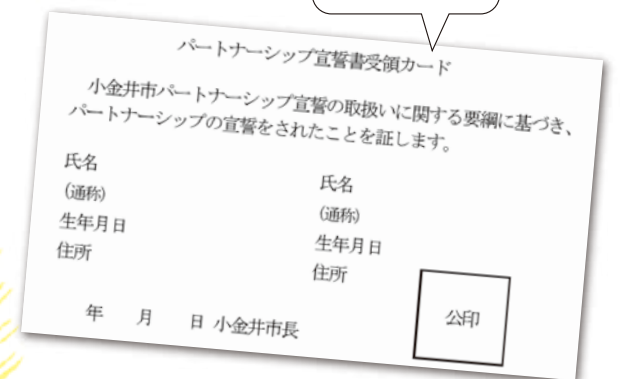 パートナーシップ宣誓書受領カード
小金井市パートナーシップ宣誓の取扱いに関する要綱に基づき、
パートナーシップの宣誓をされたことを証します。
氏名 氏名
(通称) (通称)
生年月日 生年月日
住所 住所
年 月 日 小金井市長 公印